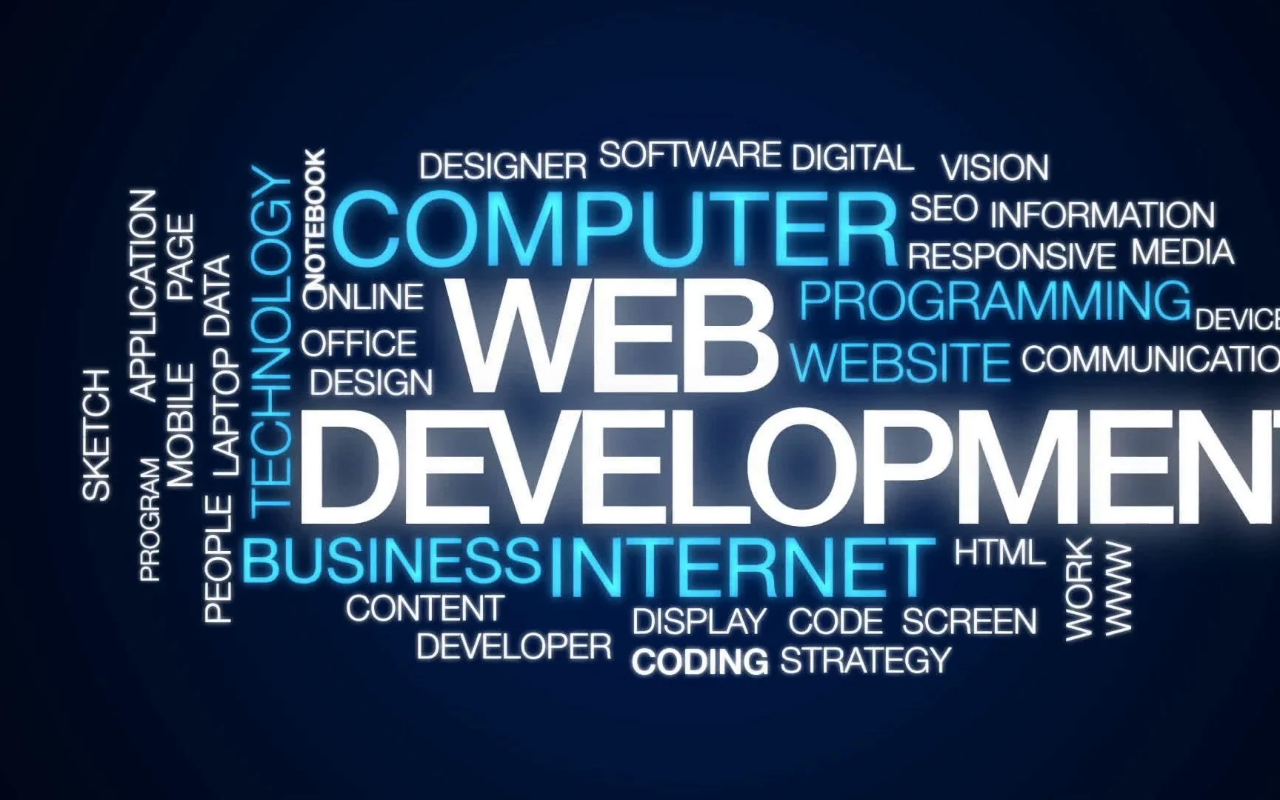 DESIGNER SOFTWARE DIGITAL VISION
NOTEBOOK
COMPUTER
SEO INFORMATION
RESPONSIVE MEDIA
ONLINE
WEB
PROGRAMMING
DEVICE
OFFICE
WEBSITE COMMUNICATIO
DESIGN
DEVELOPMENT
TECHNOLOGY
APPLICATION
PAGE
DATA
SKETCH
MOBILE
LAPTOP
PROGRAM
PEOPLE
BUSINESS INTERNET HTML
WORK
WWW
CONTENT
DISPLAY CODE SCREEN
DEVELOPER
CODING STRATEGY